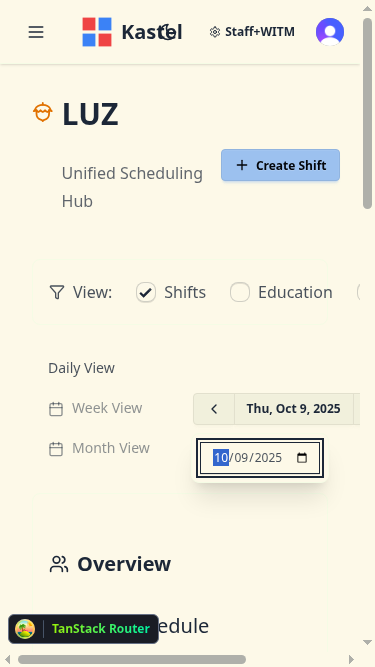 Kastel
Staff+WITM
LUZ
Unified Scheduling
Hub
Create Shift
View:
Shifts
Education
Daily View
Week View
Thu, Oct 9, 2025
Month View
10/09/2025
Overview
edule
TanStack Router